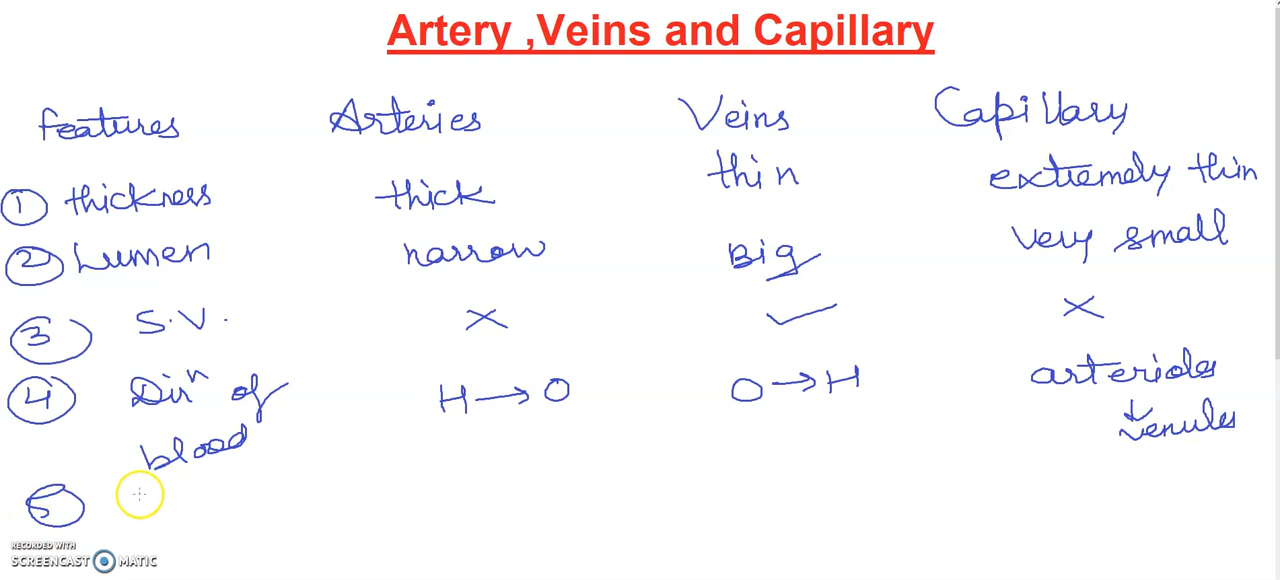 Artery ,Veins and Capillary
features Arteries Veins Capillary
1 thickness thick thin extremely thin
2 Lumen narrow Big very small
3 S.V. × ✓ ×
4 Dirⁿ of H → O O → H arterioles
blood ↓ venules
5
RECORDED WITH
SCREENCAST MATIC